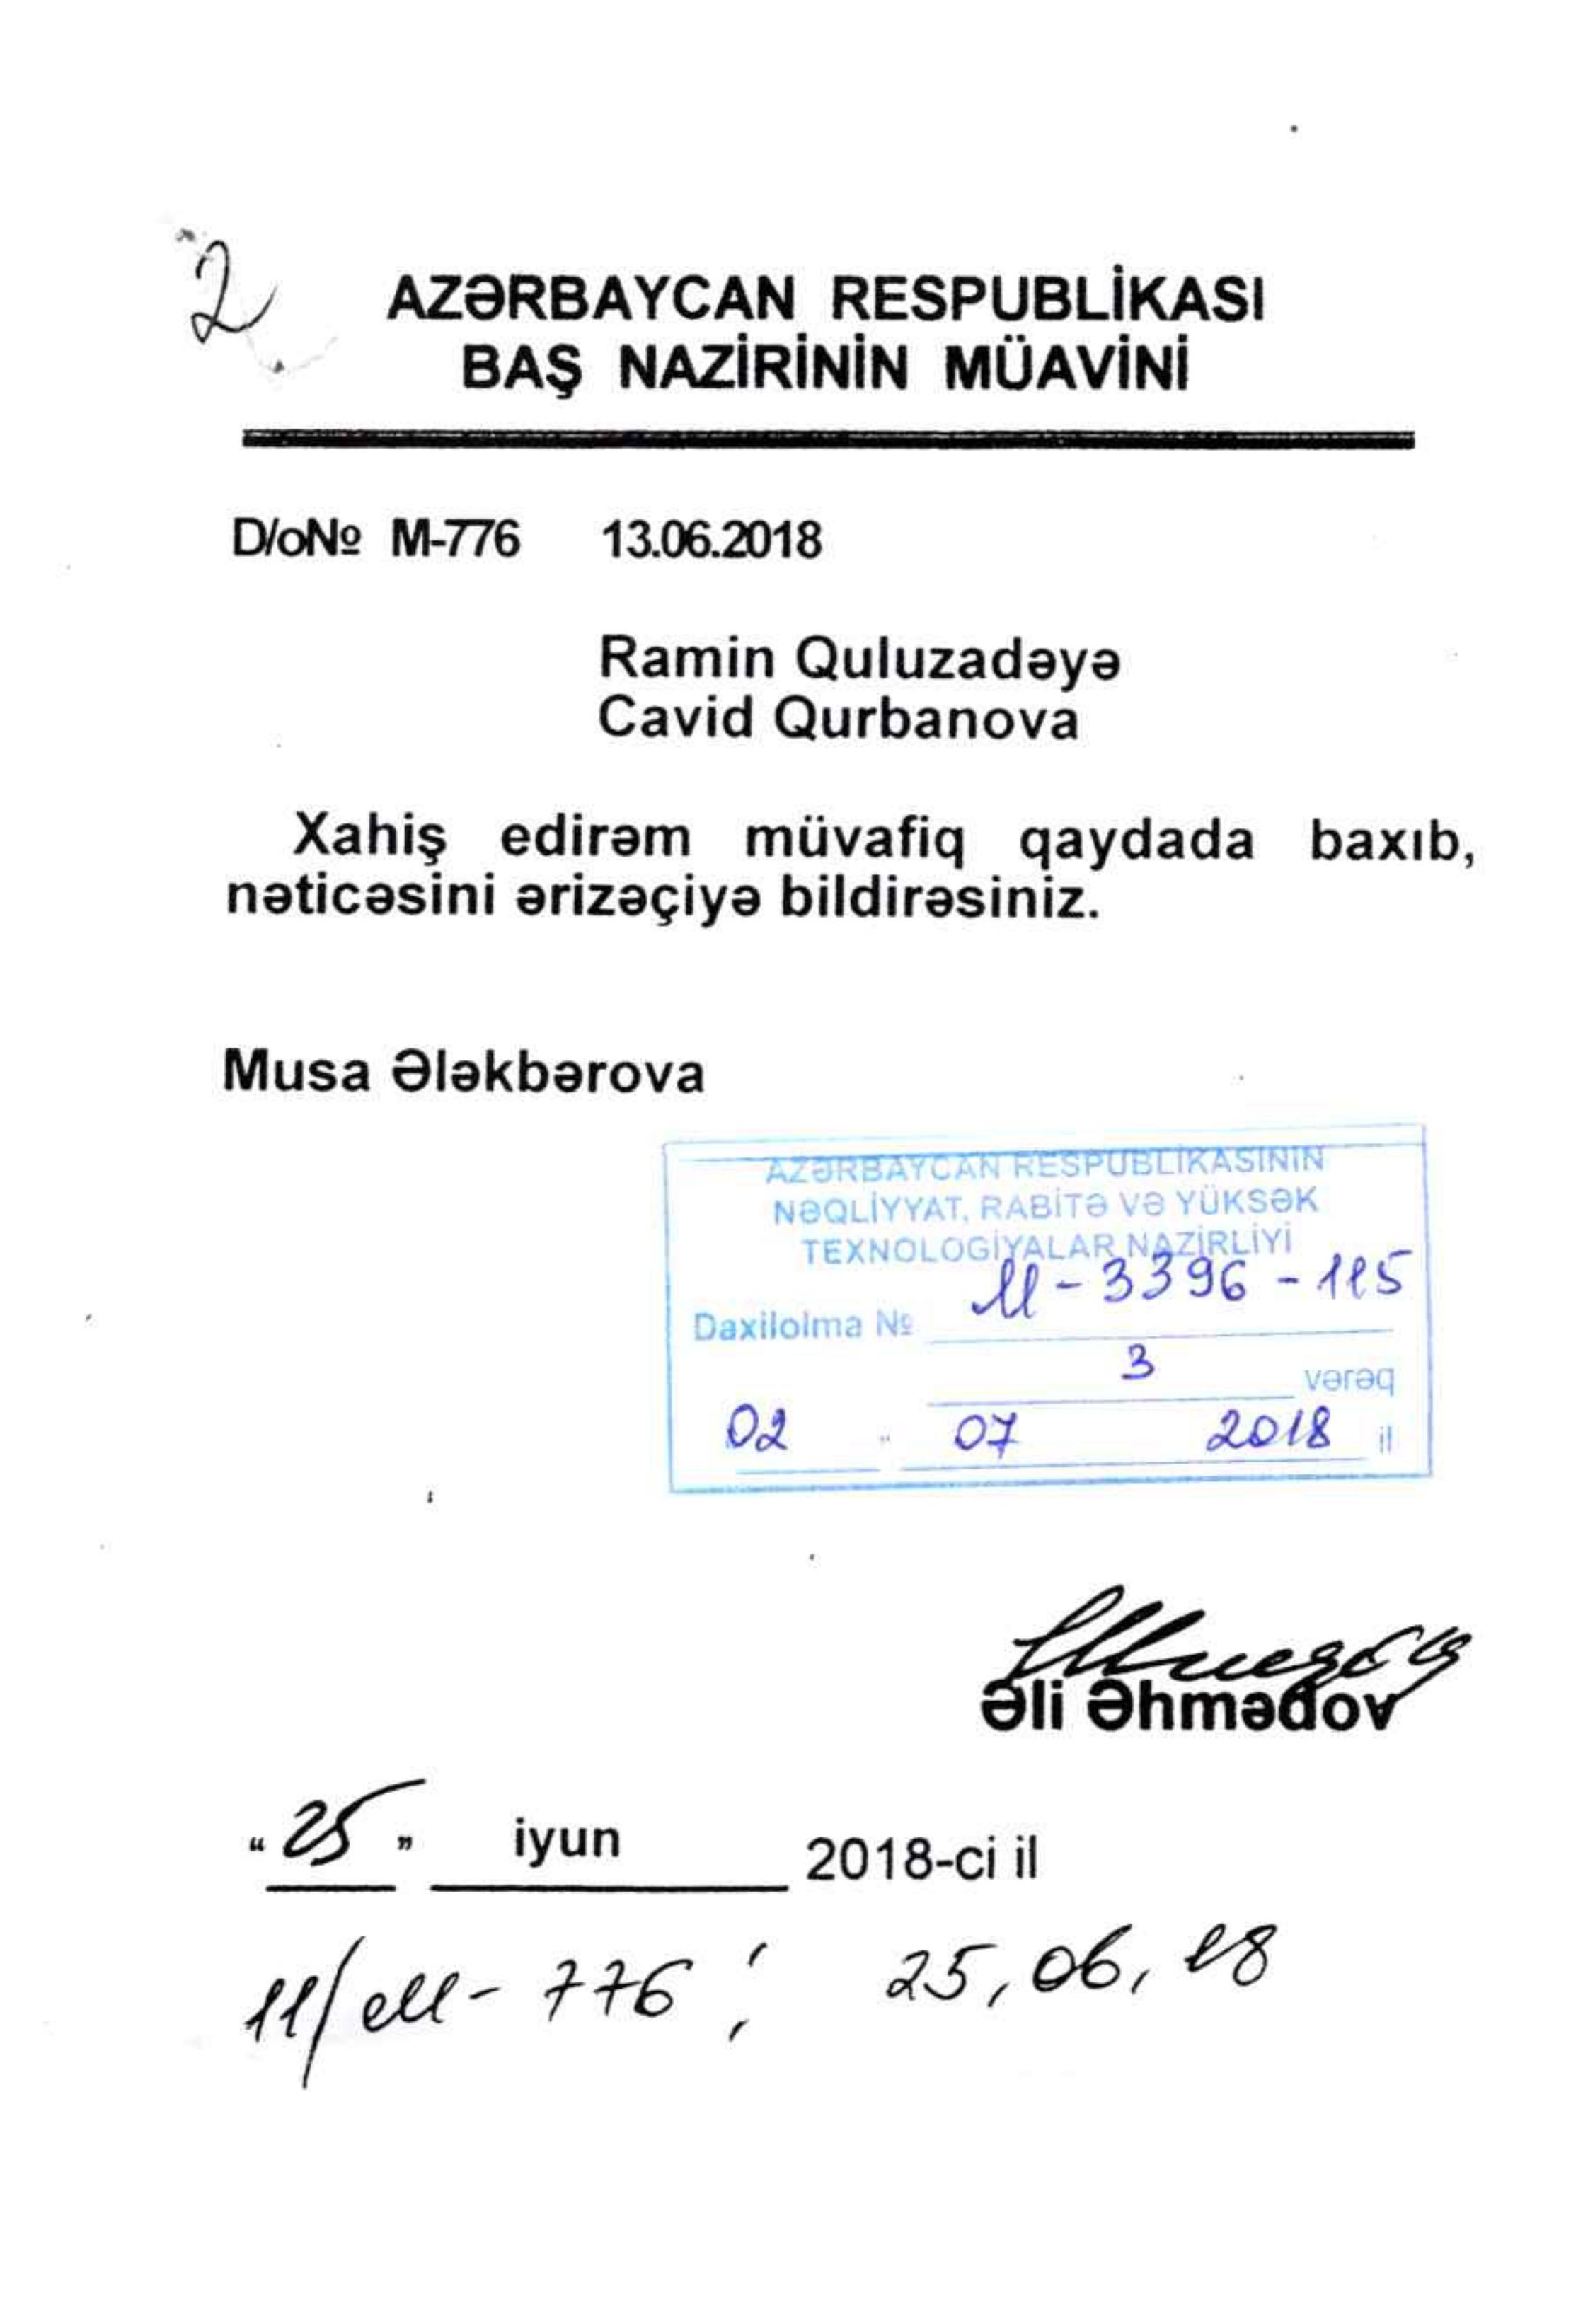 2
AZƏRBAYCAN RESPUBLİKASI
BAŞ NAZİRİNİN MÜAVİNİ
D/o№ M-776 13.06.2018
Ramin Quluzadəyə
Cavid Qurbanova
Xahiş edirəm müvafiq qaydada baxıb,
nəticəsini ərizəçiyə bildirəsiniz.
Musa Ələkbərova
AZƏRBAYCAN RESPUBLİKASININ
NƏQLİYYAT, RABİTƏ VƏ YÜKSƏK
TEXNOLOGİYALAR NAZİRLİYİ
Daxilolma № M-3396-115
3 vərəq
02 " 07 2018 il
Əli Əhmədov
"25" iyun 2018-ci il
11/M-776; 25,06,18